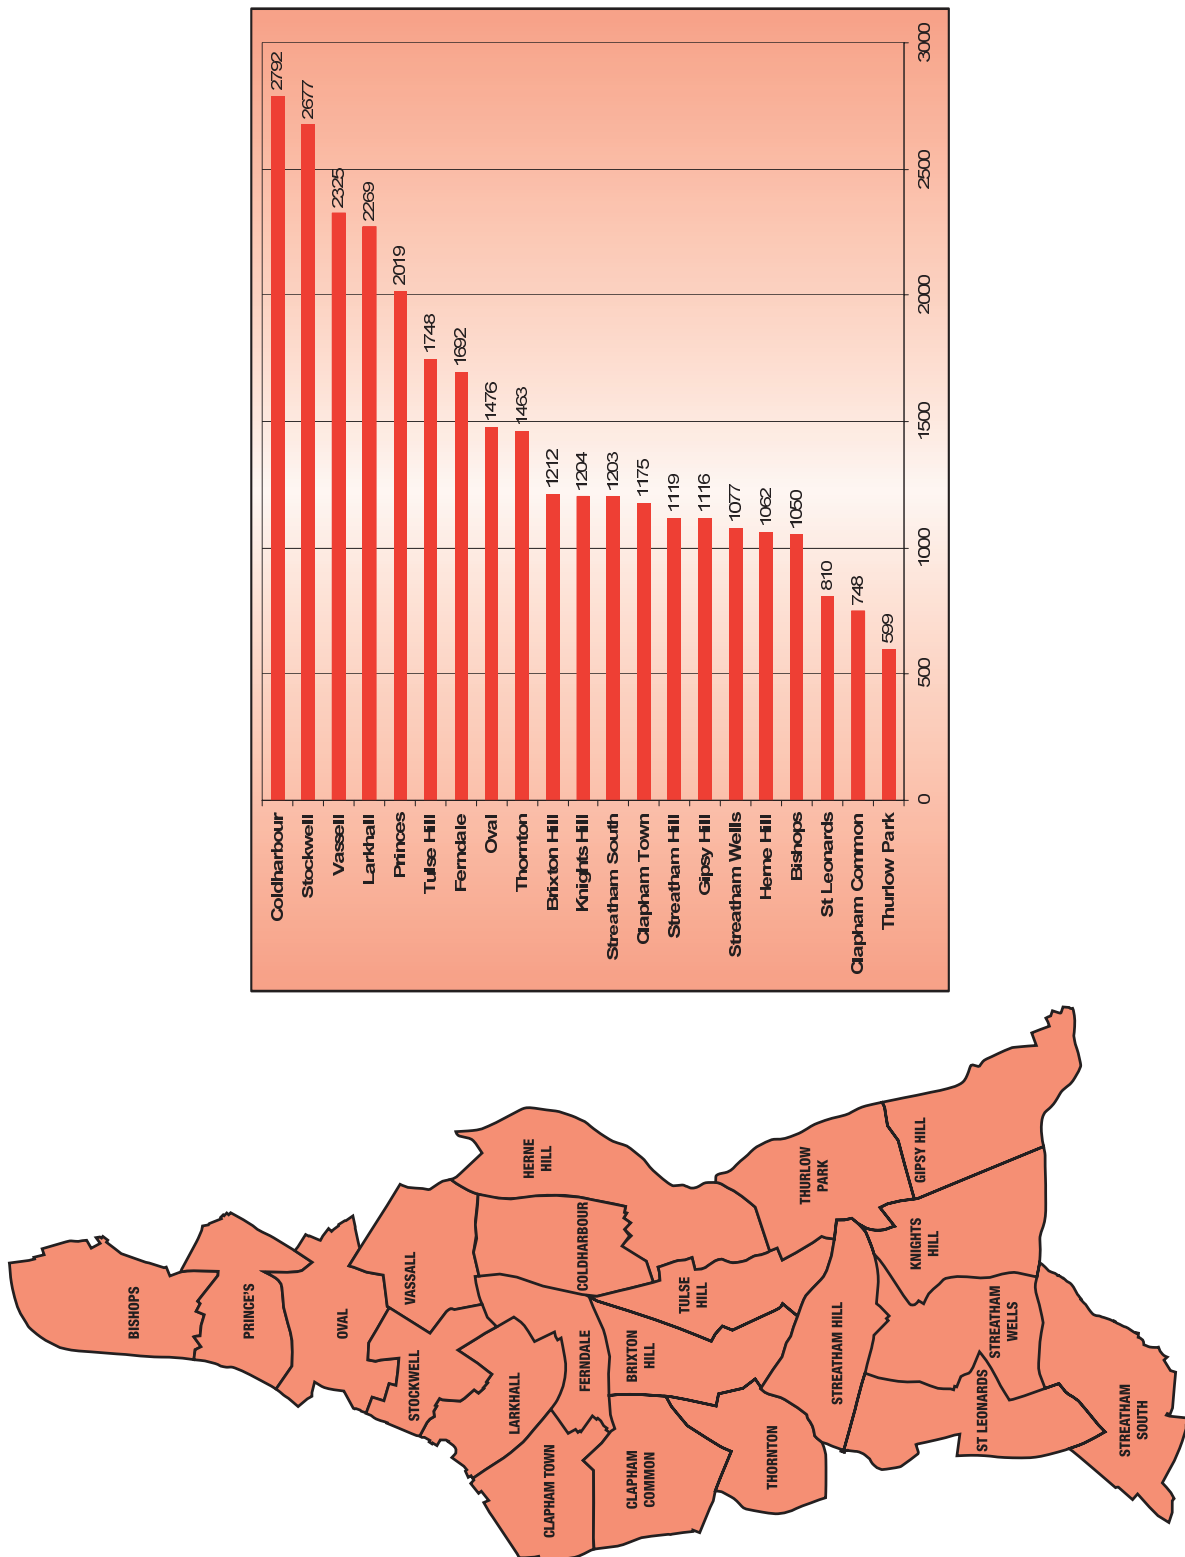 Coldharbour
2792
Stockwell
2677
Vassell
2325
Larkhall
2269
Princes
2019
Tulse Hill
1748
Ferndale
1692
Oval
1476
Thornton
1463
Brixton Hill
1212
Knights Hill
1204
Streatham South
1203
Clapham Town
1175
Streatham Hill
1119
Gipsy Hill
1116
Streatham Wells
1077
Herne Hill
1062
Bishops
1050
St Leonards
810
Clapham Common
748
Thurlow Park
599
0
500
1000
1500
2000
2500
3000
BISHOPS
PRINCE'S
OVAL
VASSALL
STOCKWELL
LARKHALL
CLAPHAM TOWN
HERNE
HILL
COLDHARBOUR
FERNDALE
BRIXTON
HILL
CLAPHAM
COMMON
TULSE
HILL
THORNTON
THURLOW
PARK
STREATHAM HILL
GIPSY HILL
KNIGHTS
HILL
STREATHAM
WELLS
ST LEONARDS
STREATHAM
SOUTH